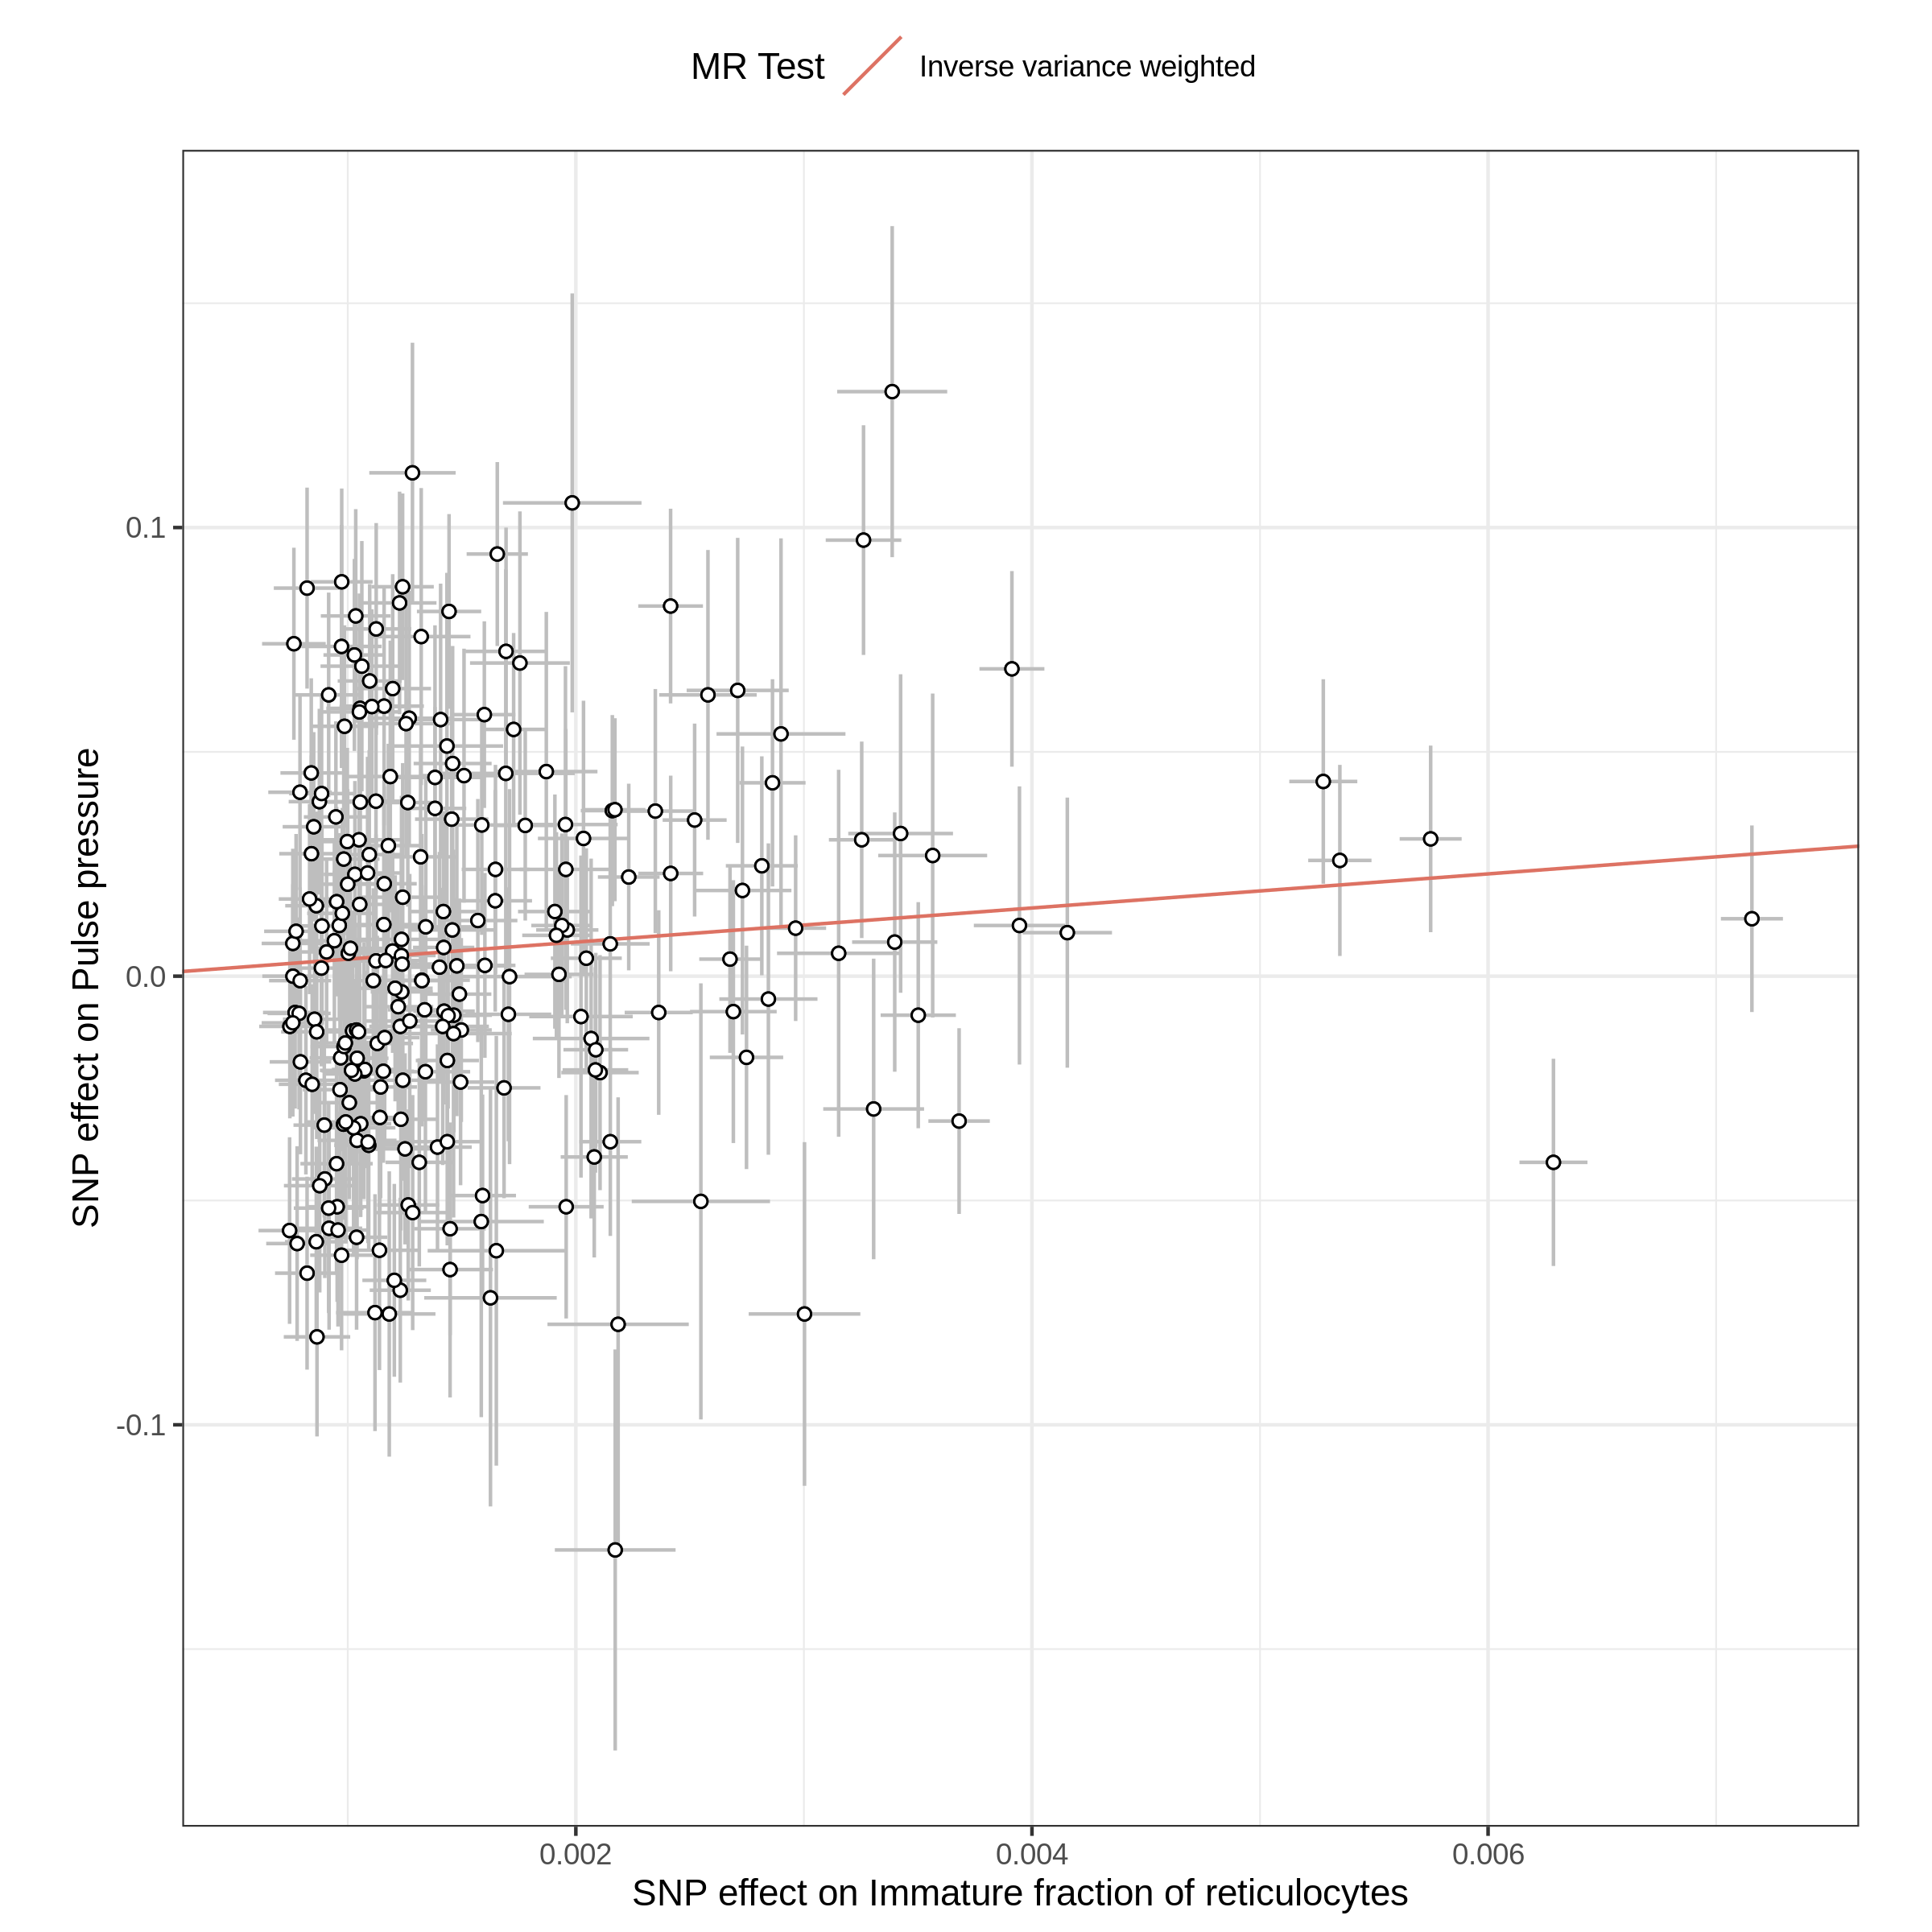 MR Test
Inverse variance weighted
SNP effect on Pulse pressure
0.1
0.0
-0.1
0.002
0.004
0.006
SNP effect on Immature fraction of reticulocytes